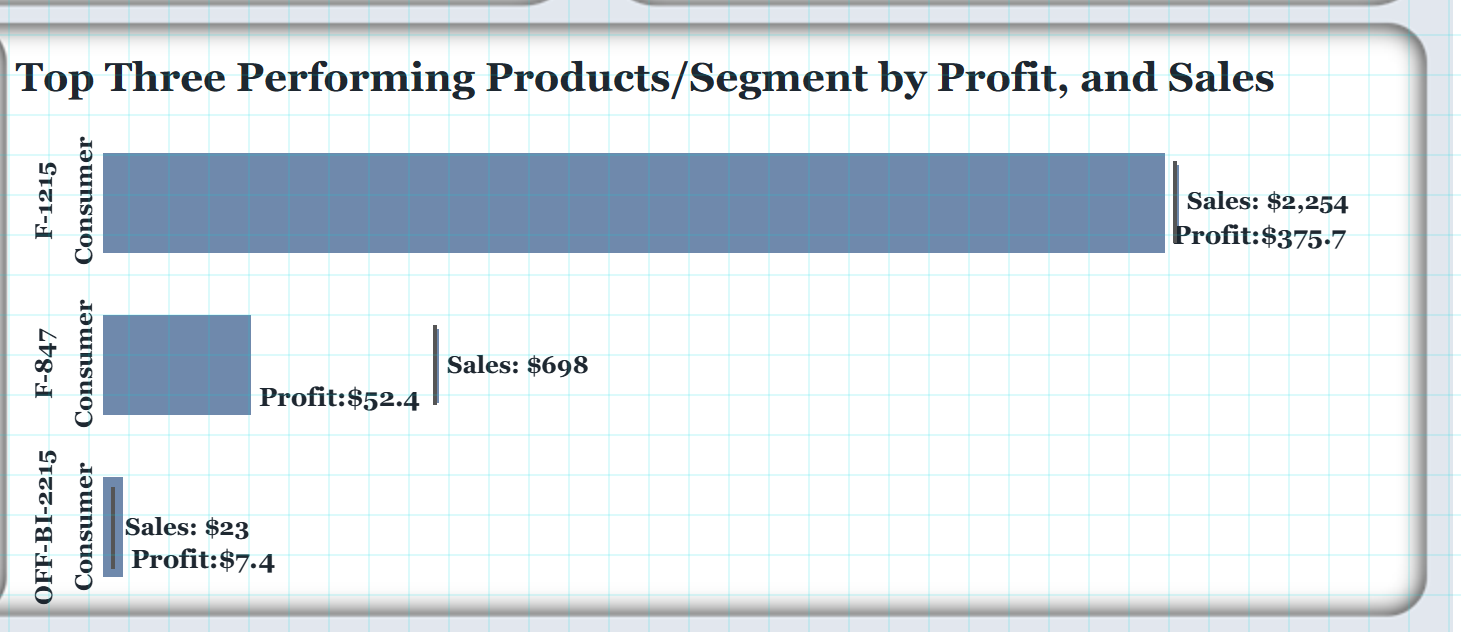 Top Three Performing Products/Segment by Profit, and Sales
F-1215
Consumer
Sales: $2,254
Profit:$375.7
F-847
Consumer
Sales: $698
Profit:$52.4
OFF-BI-2215
Consumer
Sales: $23
Profit:$7.4